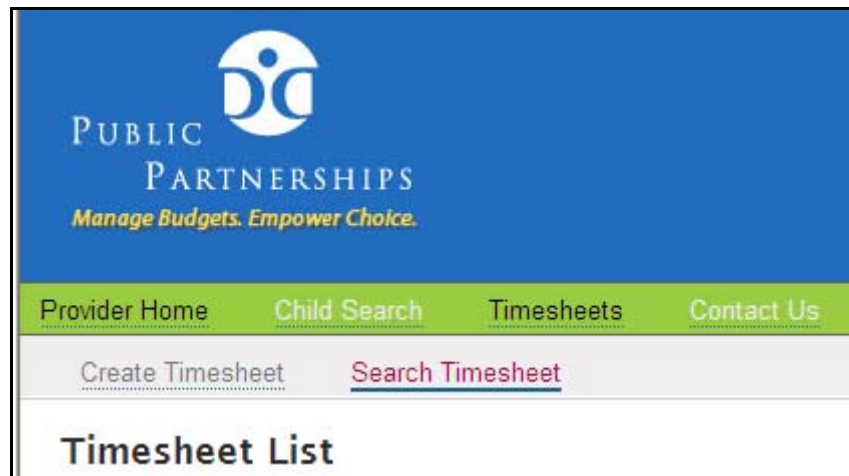 PUBLIC
PARTNERSHIPS
Manage Budgets. Empower Choice.
Provider Home Child Search Timesheets Contact Us
Create Timesheet Search Timesheet
Timesheet List